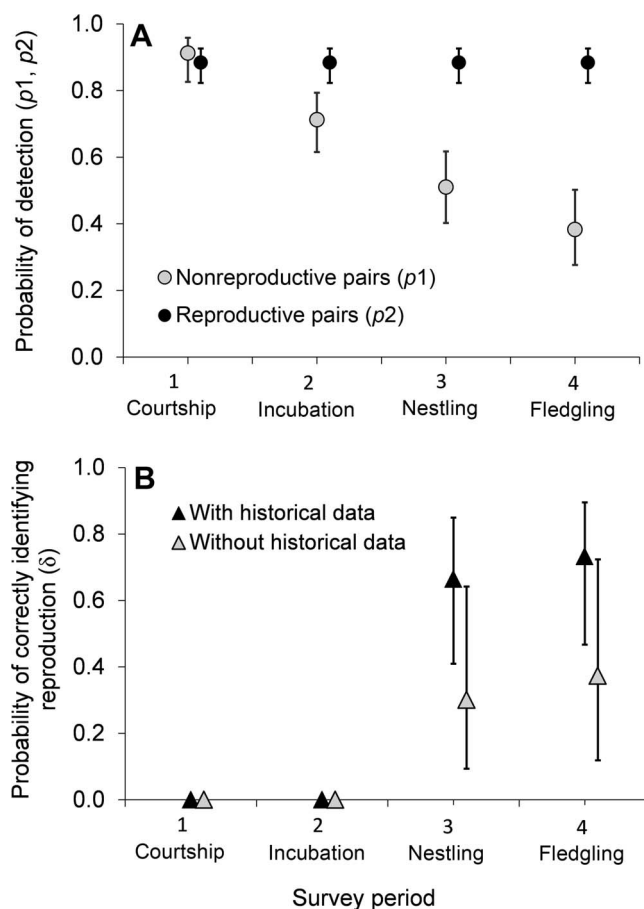 A
Probability of detection (p1, p2)
1.0
0.8
0.6
0.4
0.2
0.0
Nonreproductive pairs (p1)
Reproductive pairs (p2)
1 2 3 4
Courtship Incubation Nestling Fledgling
B
Probability of correctly identifying
reproduction (δ)
1.0
0.8
0.6
0.4
0.2
0.0
With historical data
Without historical data
1 2 3 4
Courtship Incubation Nestling Fledgling
Survey period